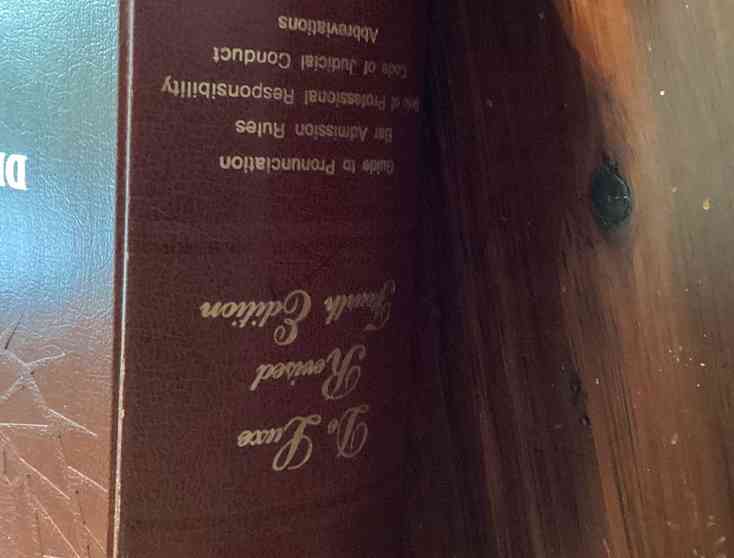 De Luxe
Revised
Fourth Edition
Guide to Pronunciation
Bar Admission Rules
of Professional Responsibility
Code of Judicial Conduct
Abbreviations
DI